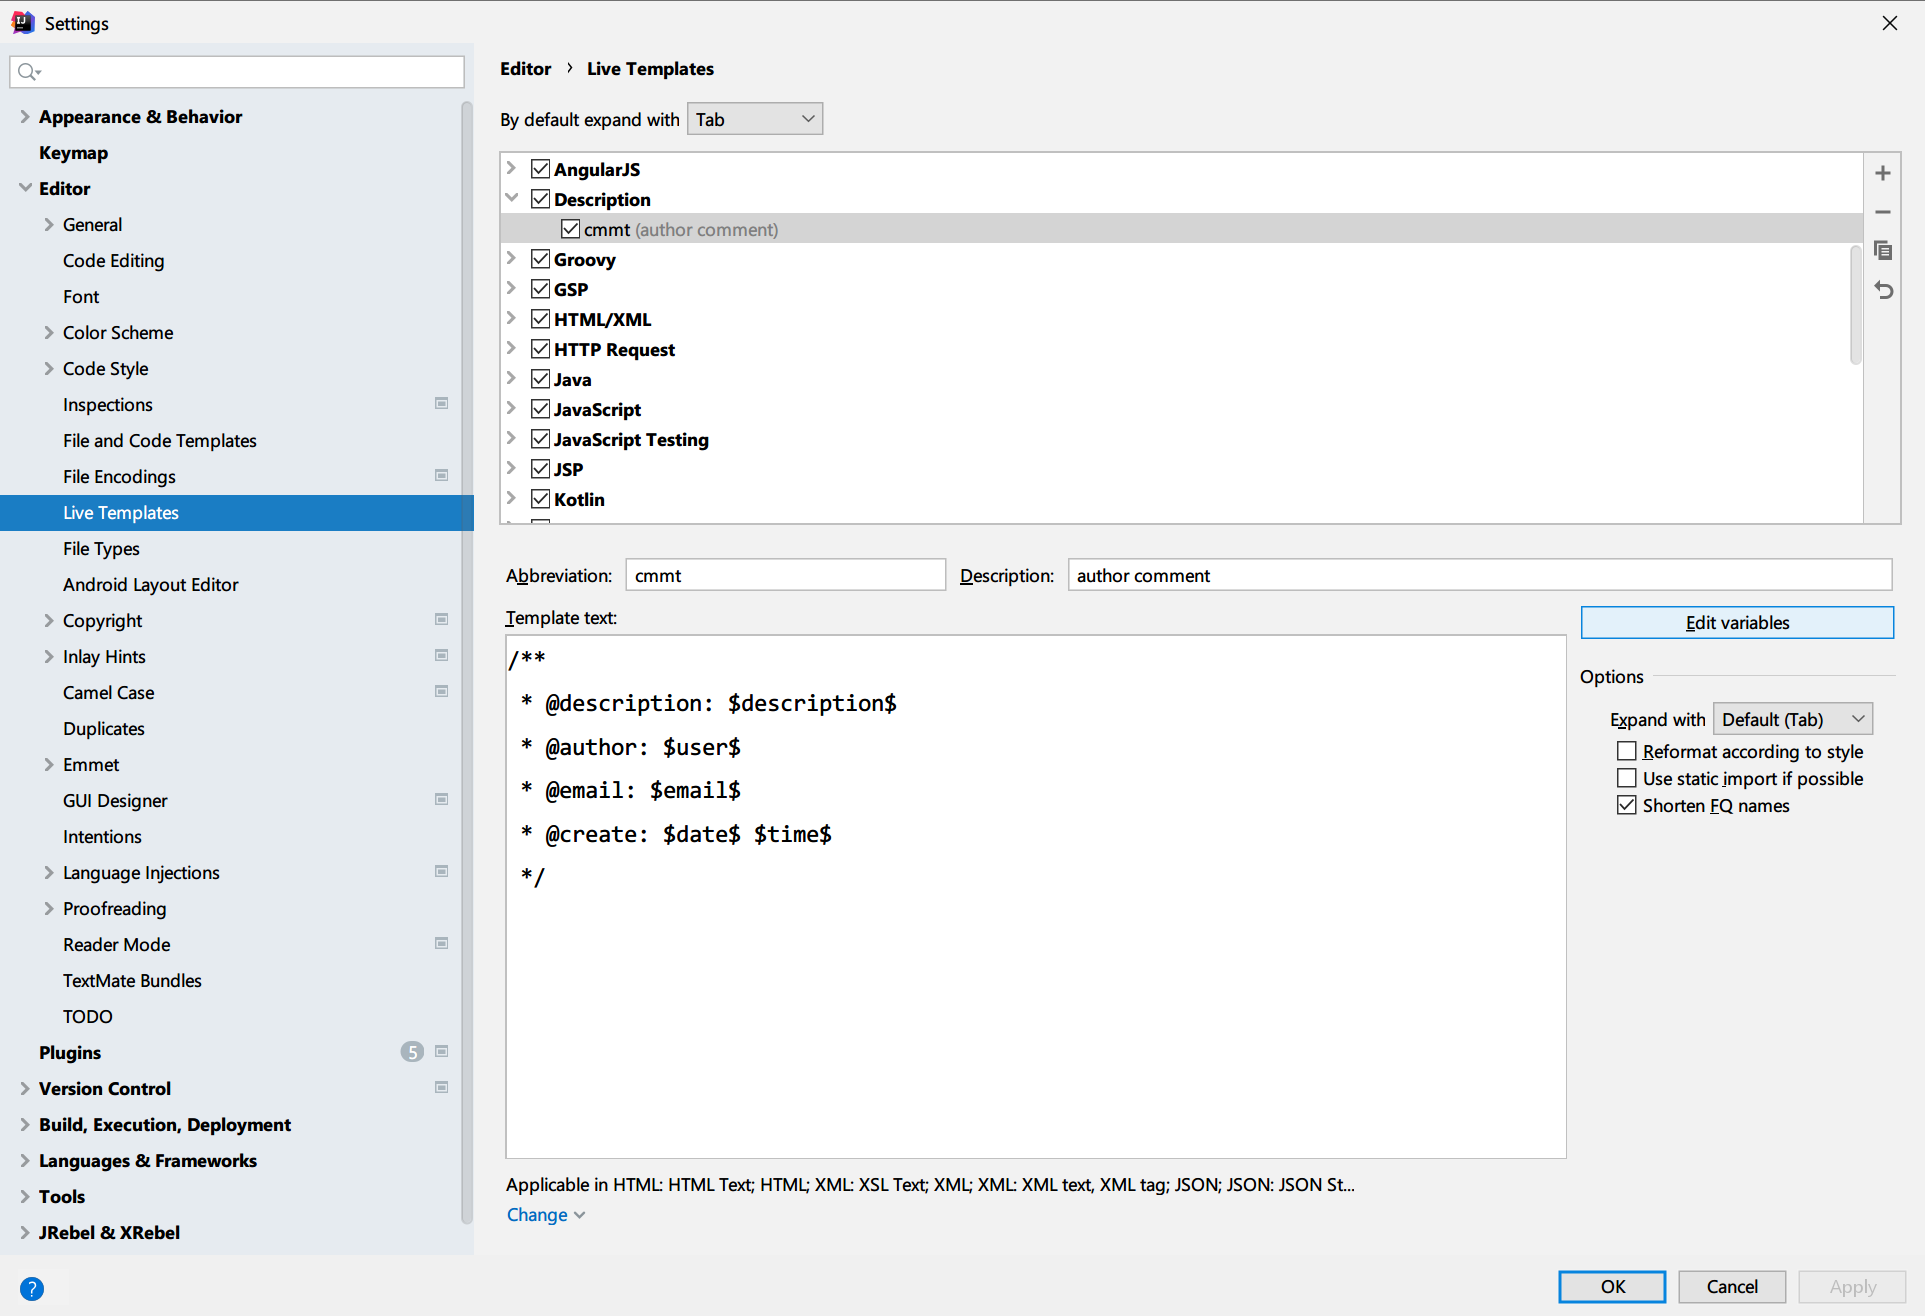 Settings
Appearance & Behavior
Keymap
Editor
General
Code Editing
Font
Color Scheme
Code Style
Inspections
File and Code Templates
File Encodings
Live Templates
File Types
Android Layout Editor
Copyright
Inlay Hints
Camel Case
Duplicates
Emmet
GUI Designer
Intentions
Language Injections
Proofreading
Reader Mode
TextMate Bundles
TODO
Plugins 5
Version Control
Build, Execution, Deployment
Languages & Frameworks
Tools
JRebel & XRebel
?
Editor › Live Templates
By default expand with Tab
AngularJS
Description
cmmt (author comment)
Groovy
GSP
HTML/XML
HTTP Request
Java
JavaScript
JavaScript Testing
JSP
Kotlin
Abbreviation: cmmt Description: author comment
Template text:
/**
* @description: $description$
* @author: $user$
* @email: $email$
* @create: $date$ $time$
*/
Edit variables
Options
Expand with Default (Tab)
Reformat according to style
Use static import if possible
Shorten FQ names
Applicable in HTML: HTML Text; HTML; XML: XSL Text; XML; XML: XML text, XML tag; JSON; JSON: JSON St...
Change
OK Cancel Apply